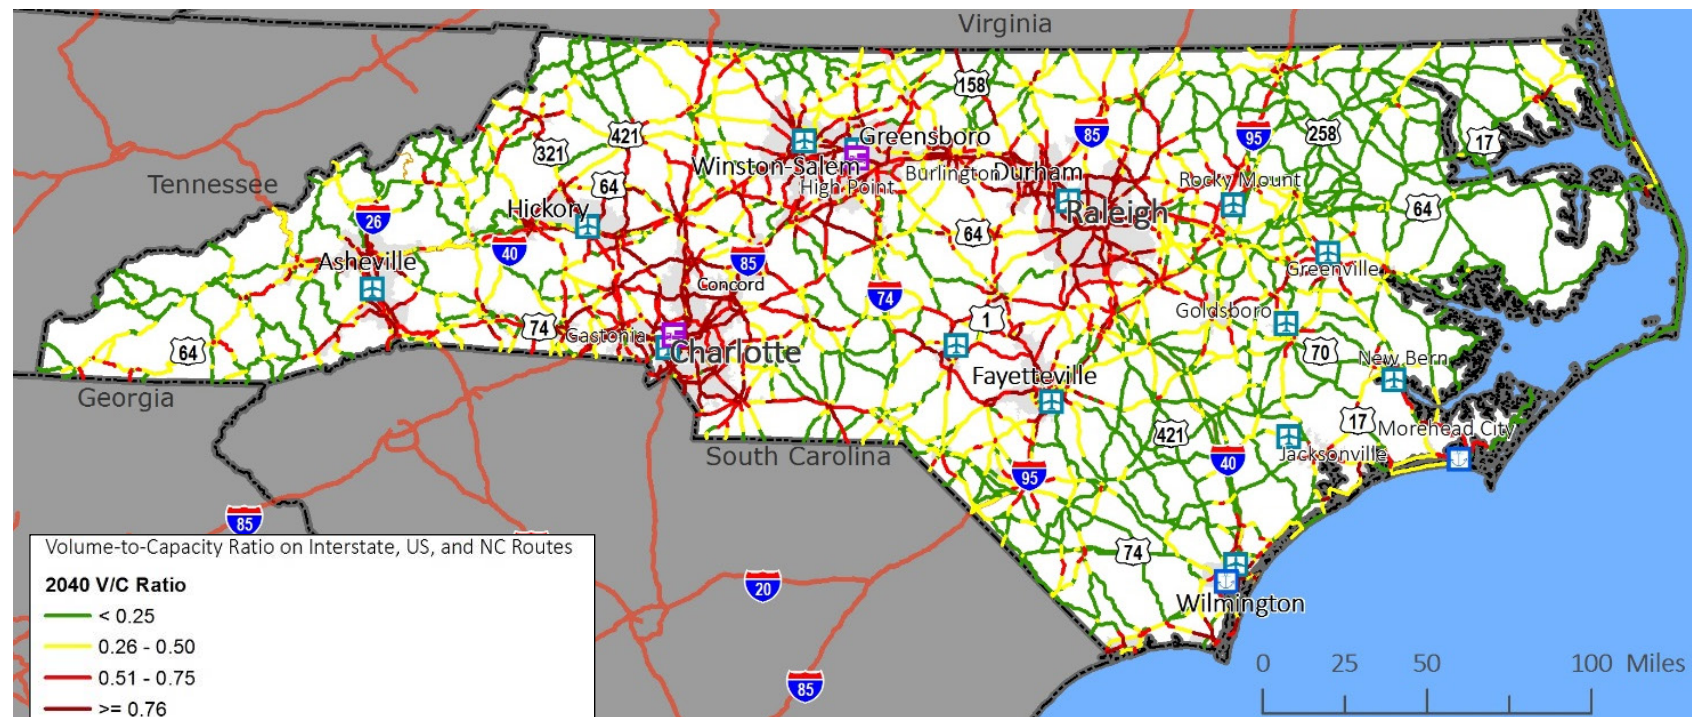 Virginia
158
85
95
258
17
421
321
Greensboro
Winston-Salem
High Point
Burlington
Durham
Rocky Mount
Tennessee
64
Hickory
Raleigh
64
26
40
64
Asheville
85
Concord
74
Greenville
74
1
Goldsboro
Gastonia
Charlotte
70
64
New Bern
Georgia
Fayetteville
17
Morehead City
421
South Carolina
Jacksonville
95
40
85
74
20
Wilmington
85
Volume-to-Capacity Ratio on Interstate, US, and NC Routes
2040 V/C Ratio
< 0.25
0.26 - 0.50
0.51 - 0.75
>= 0.76
0 25 50 100 Miles